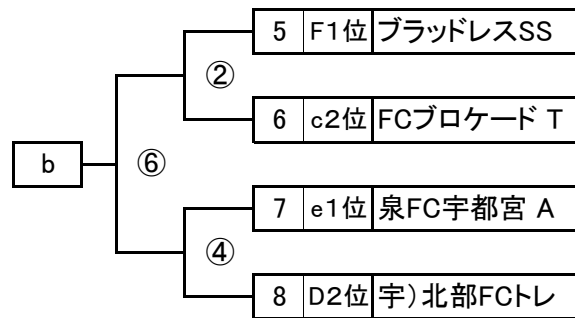 5 F1位 ブラッドレスSS
②
6 c2位 FCブロケード T
b ⑥
7 e1位 泉FC宇都宮 A
④
8 D2位 宇)北部FCトレ